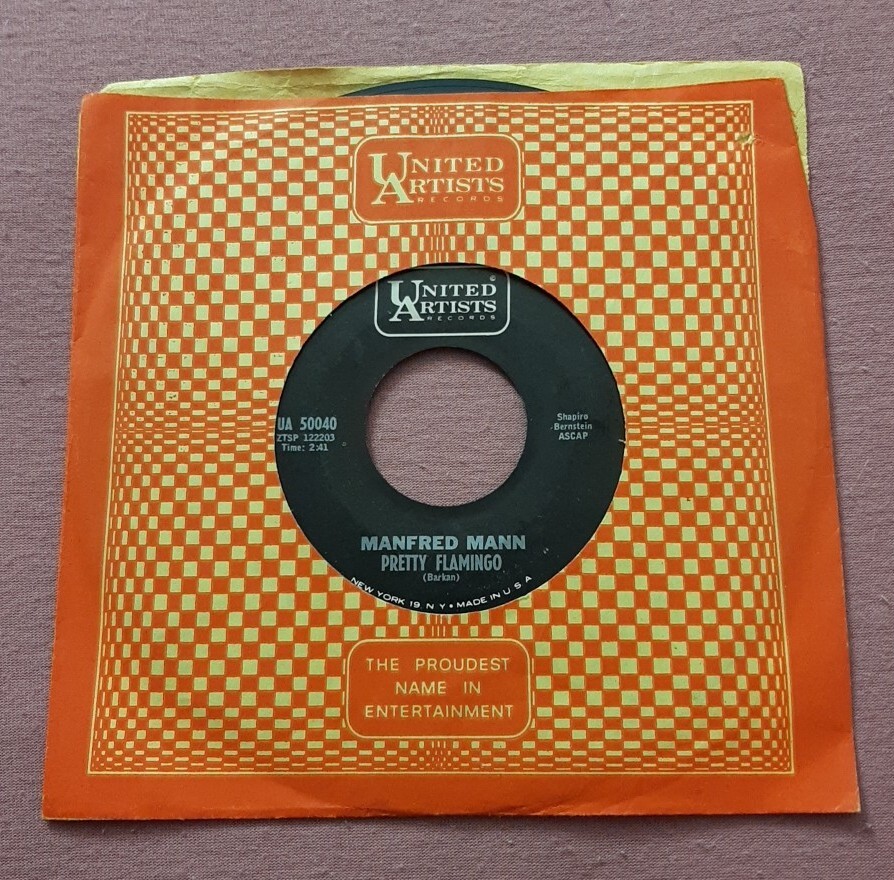 UNITED
ARTISTS
RECORDS
UNITED
ARTISTS
RECORDS
UA 50040
ZTSP 122203
Time: 2:41
Shapiro
Bernstein
ASCAP
MANFRED MANN
PRETTY FLAMINGO
(Barkan)
NEW YORK 19, N Y • MADE IN U S A
THE PROUDEST
NAME IN
ENTERTAINMENT